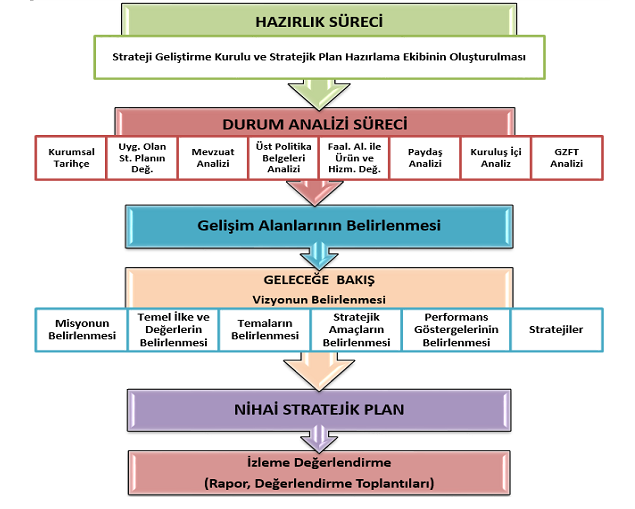 HAZIRLIK SÜRECİ
Strateji Geliştirme Kurulu ve Stratejik Plan Hazırlama Ekibinin Oluşturulması
DURUM ANALİZİ SÜRECİ
Kurumsal
Tarihçe
Uyg. Olan
St. Planın
Değ.
Mevzuat
Analizi
Üst Politika
Belgeleri
Analizi
Faal. Al. ile
Ürün ve
Hizm. Değ.
Paydaş
Analizi
Kuruluş İçi
Analiz
GZFT
Analizi
Gelişim Alanlarının Belirlenmesi
GELECEĞE BAKIŞ
Vizyonun Belirlenmesi
Misyonun
Belirlenmesi
Temel İlke ve
Değerlerin
Belirlenmesi
Temaların
Belirlenmesi
Stratejik
Amaçların
Belirlenmesi
Performans
Göstergelerinin
Belirlenmesi
Stratejiler
NİHAİ STRATEJİK PLAN
İzleme Değerlendirme
(Rapor, Değerlendirme Toplantıları)